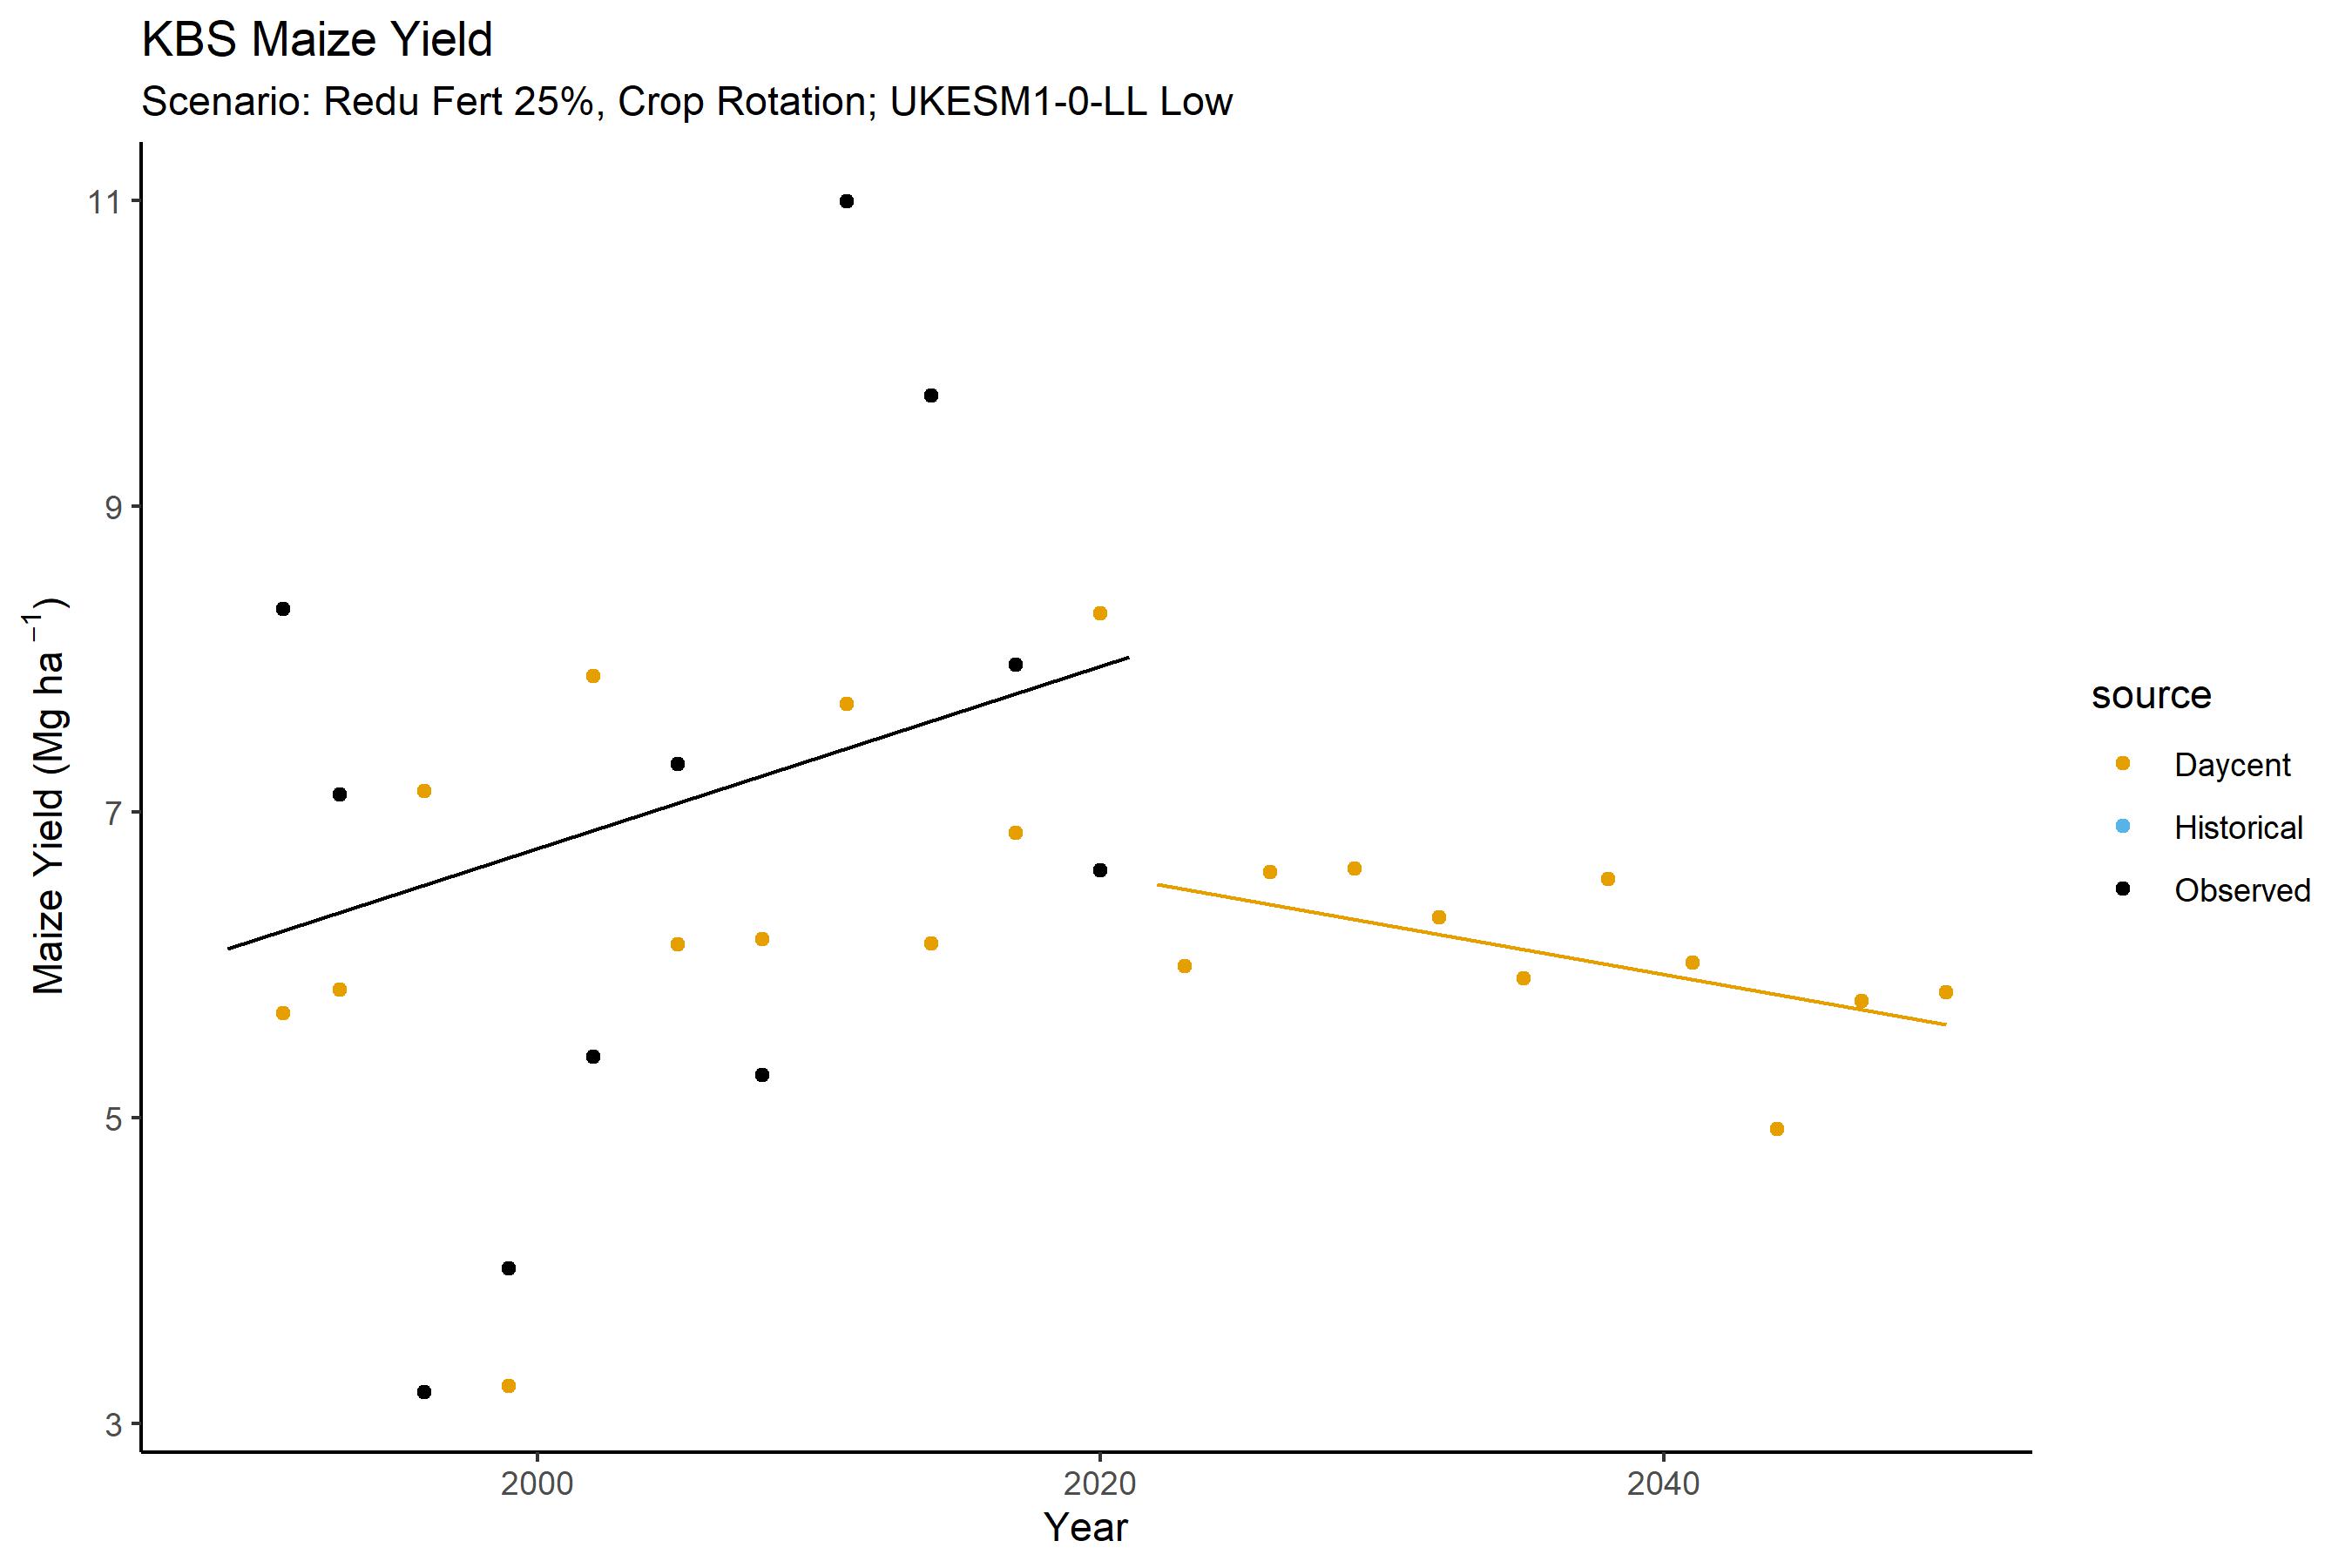 KBS Maize Yield
Scenario: Redu Fert 25%, Crop Rotation; UKESM1-0-LL Low
11
9
7
5
3
Maize Yield (Mg ha ⁻¹)
2000
2020
2040
Year
source
Daycent
Historical
Observed